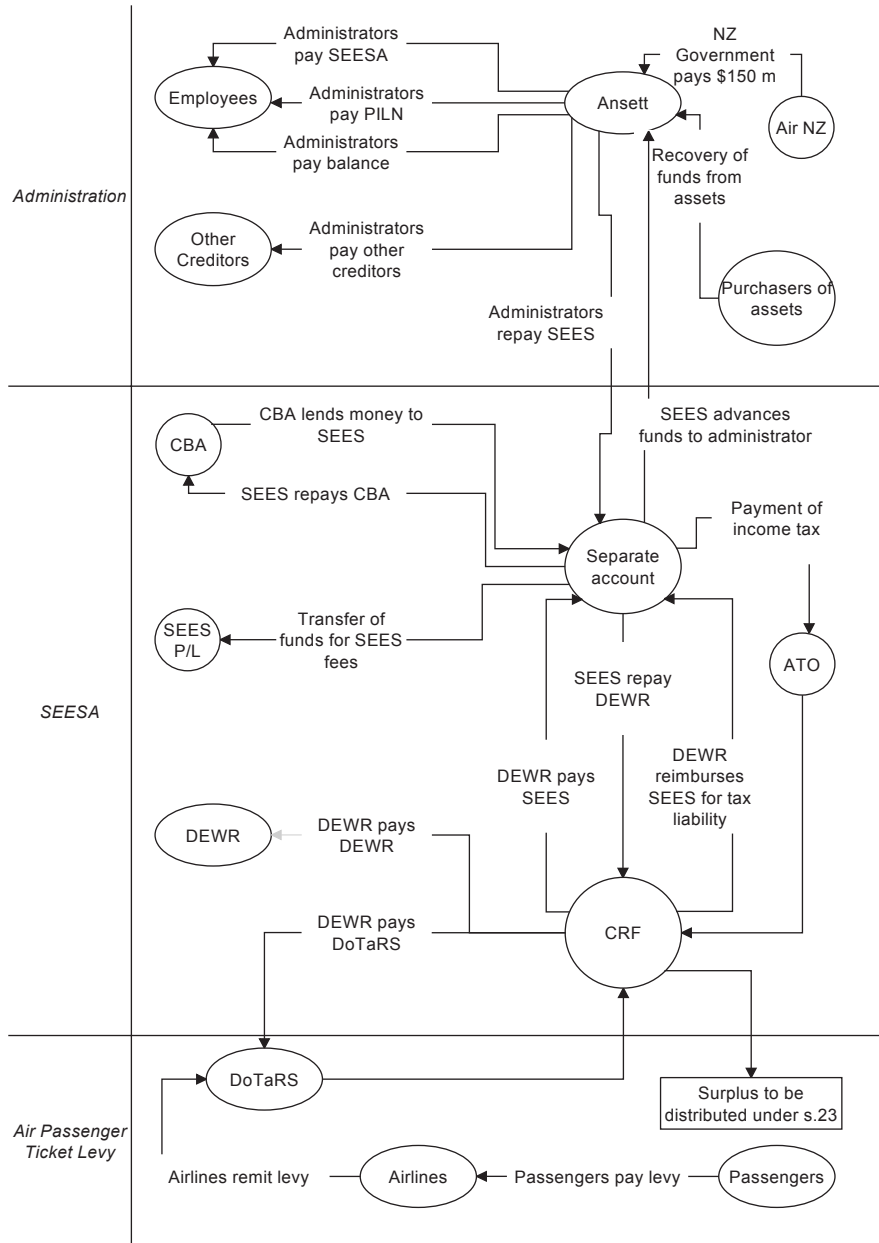 Administration
Administrators
pay SEESA
Employees
Administrators
pay PILN
Administrators
pay balance
Ansett
NZ
Government
pays $150 m
Air NZ
Recovery of
funds from
assets
Other
Creditors
Administrators
pay other
creditors
Purchasers of
assets
Administrators
repay SEES
SEESA
CBA
CBA lends money to
SEES
SEES repays CBA
SEES advances
funds to administrator
Payment of
income tax
Separate
account
SEES
P/L
Transfer of
funds for SEES
fees
ATO
SEES repay
DEWR
DEWR pays
SEES
DEWR
reimburses
SEES for tax
liability
DEWR
DEWR pays
DEWR
DEWR pays
DoTaRS
CRF
Air Passenger
Ticket Levy
DoTaRS
Surplus to be
distributed under s.23
Airlines remit levy
Airlines
Passengers pay levy
Passengers